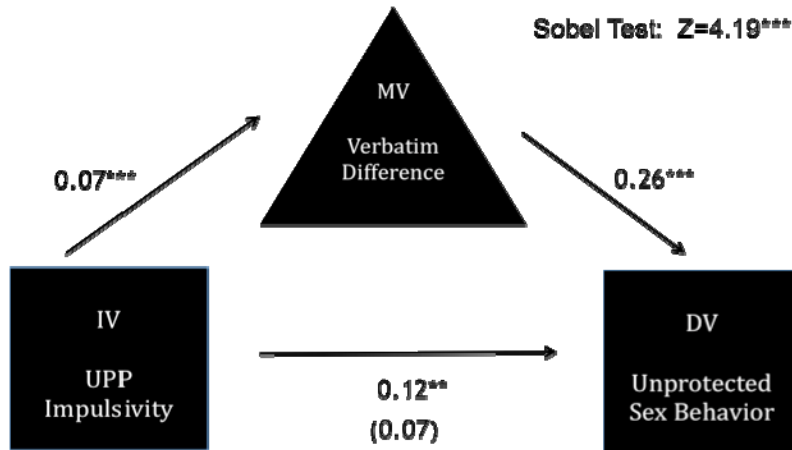 Sobel Test: Z=4.19***
MV
Verbatim
Difference
0.07***
0.26***
IV
UPP
Impulsivity
0.12**
(0.07)
DV
Unprotected
Sex Behavior